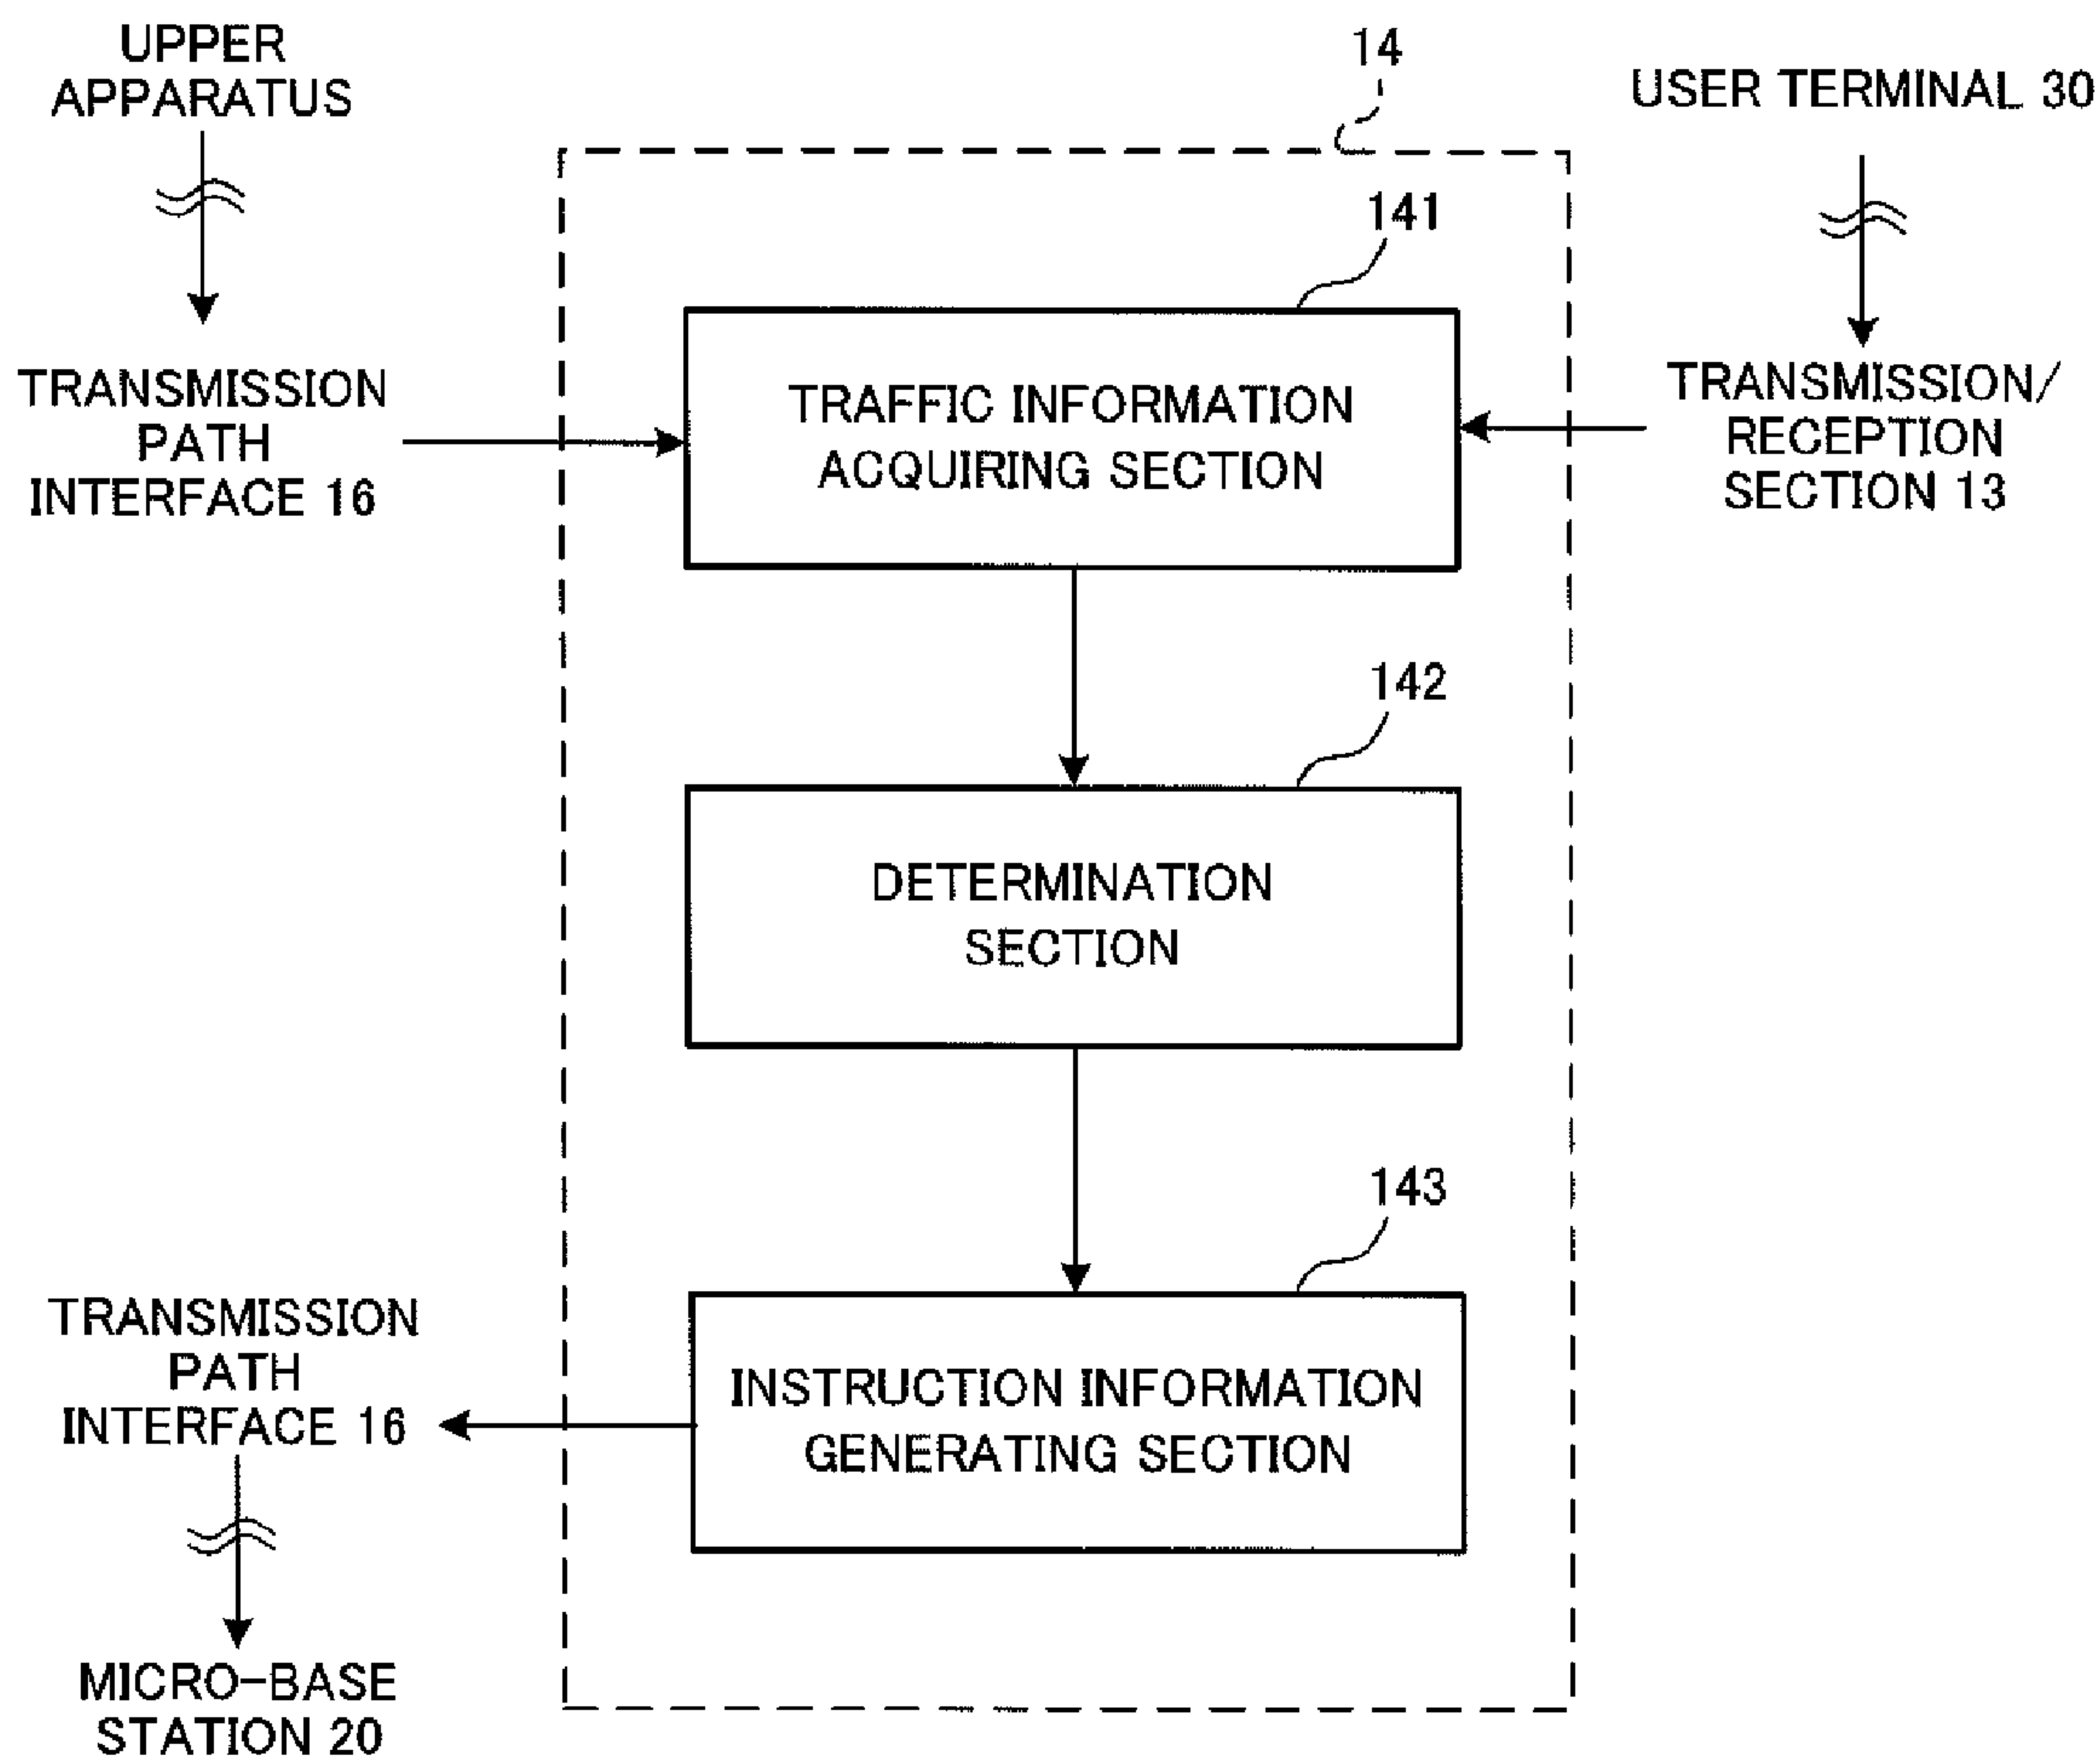 UPPER
APPARATUS
14
USER TERMINAL 30
141
TRANSMISSION
PATH
INTERFACE 16
TRAFFIC INFORMATION
ACQUIRING SECTION
TRANSMISSION/
RECEPTION
SECTION 13
142
DETERMINATION
SECTION
143
TRANSMISSION
PATH
INTERFACE 16
INSTRUCTION INFORMATION
GENERATING SECTION
MICRO-BASE
STATION 20